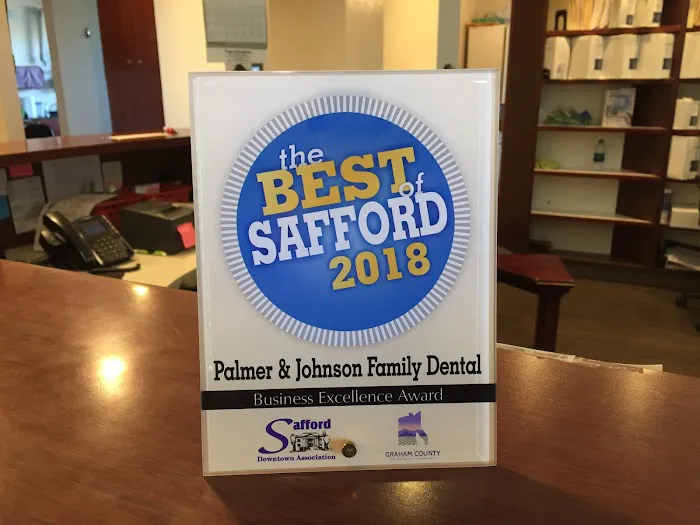 the
BEST
of
SAFFORD
2018
Palmer & Johnson Family Dental
Business Excellence Award
Safford
Downtown Association
GRAHAM COUNTY